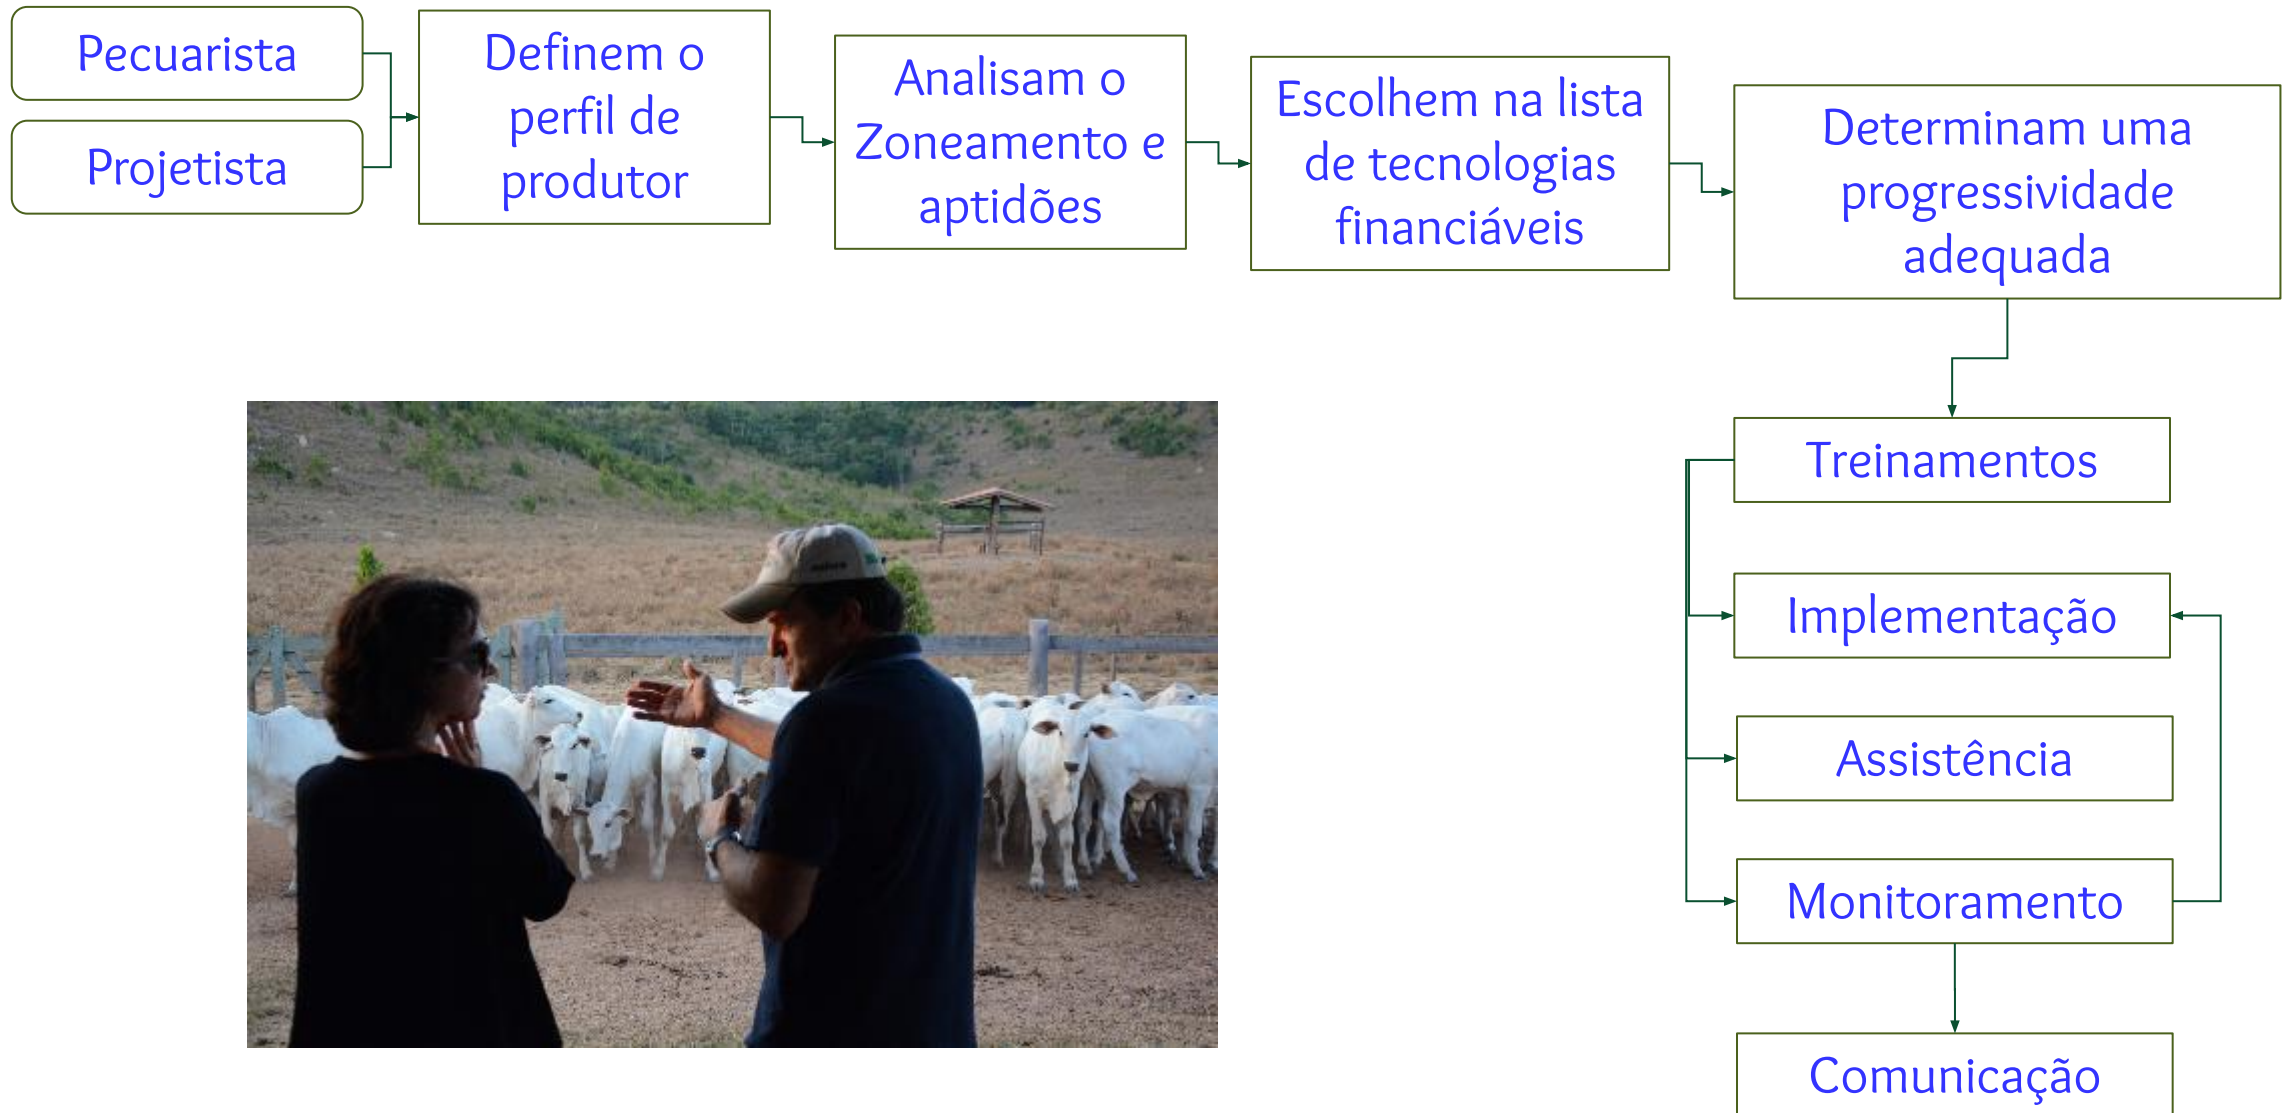 Pecuarista
Projetista
Definem o
perfil de
produtor
Analisam o
Zoneamento e
aptidões
Escolhem na lista
de tecnologias
financiáveis
Determinam uma
progressividade
adequada
Treinamentos
Implementação
Assistência
Monitoramento
Comunicação